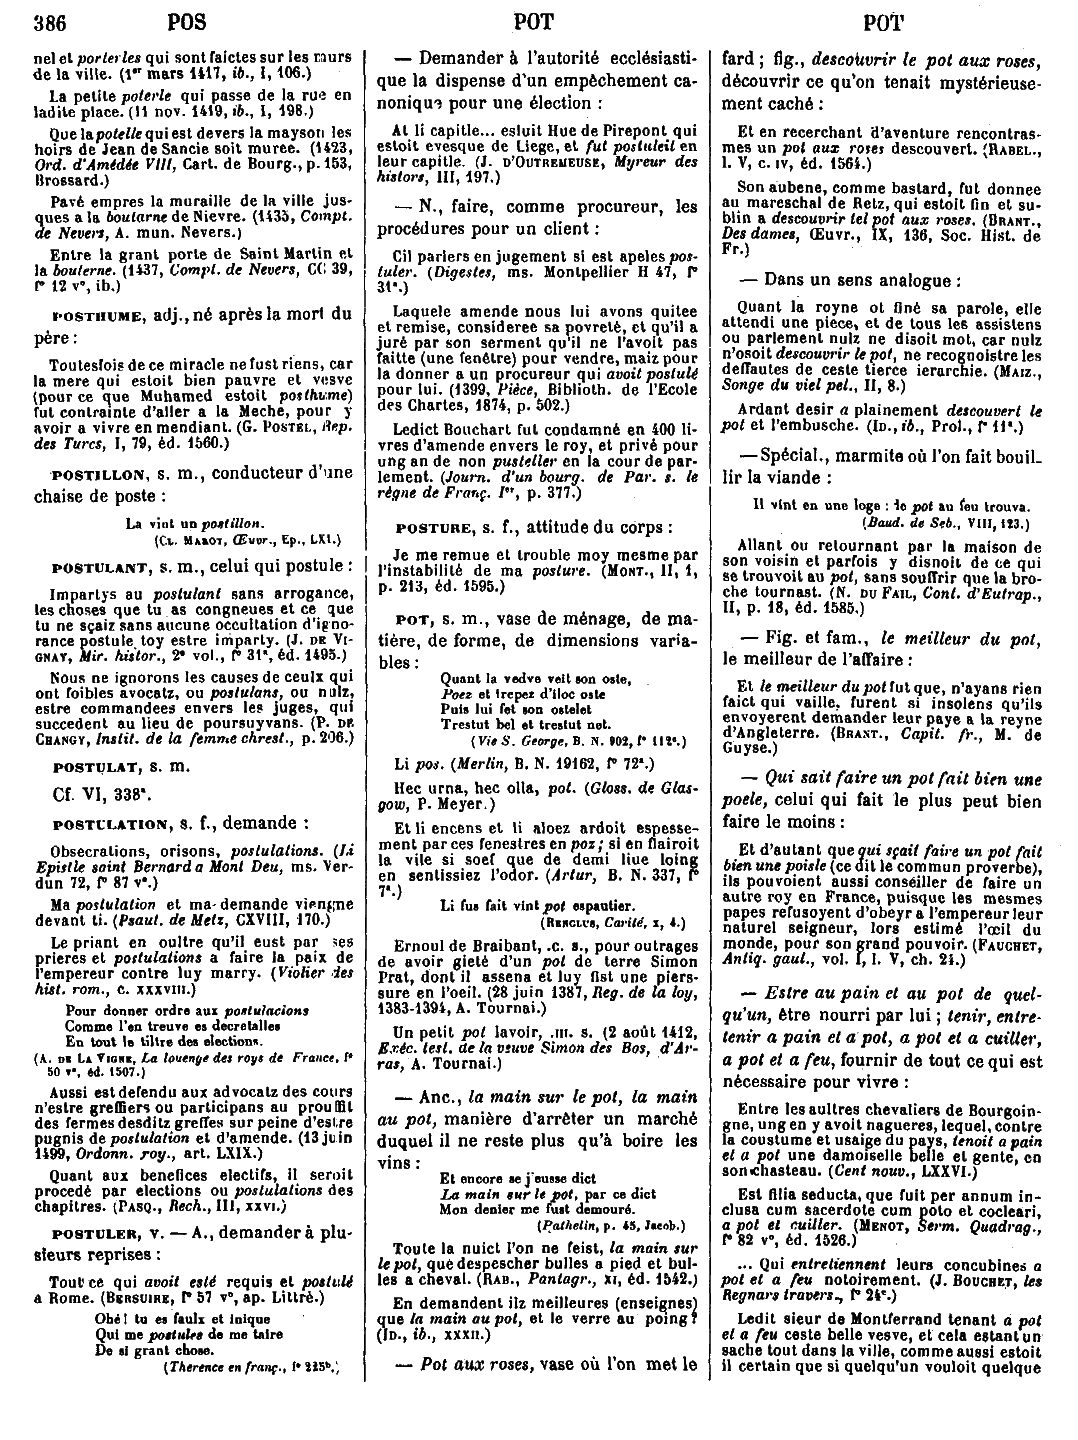 386 POS POT POT
nel et porterles qui sont faictes sur les murs
de la ville. (1er mars 1417, ib., I, 106.)
La petite poterle qui passe de la rue en
ladite place. (11 nov. 1419, ib., I, 198.)
Que la potelle qui est devers la mayson les
hoirs de Jean de Sancie soit muree. (1423,
Ord. d'Amédée VIII, Cart. de Bourg., p. 153,
Brossard.)
Pavé empres la muraille de la ville jus-
ques a la boutarne de Nievre. (1435, Compt.
de Nevers, A. mun. Nevers.)
Entre la grant porte de Saint Martin et
la bouterne. (1437, Compt. de Nevers, CC 39,
f° 12 v°, ib.)
POSTHUME, adj., né après la mort du
père :
Toutesfois de ce miracle ne fust riens, car
la mere qui estoit bien pauvre et vesve
(pour ce que Muhamed estoit posthume)
fut contrainte d'aller a la Meche, pour y
avoir a vivre en mendiant. (G. POSTEL, Rep.
des Turcs, I, 79, éd. 1560.)
POSTILLON, s. m., conducteur d'une
chaise de poste :
La vint un postillon.
(CL. MAROT, Œuvr., Ep., LXI.)
POSTULANT, s. m., celui qui postule :
Impartys au postulant sans arrogance,
les choses que tu as congneues et ce que
tu ne sçaiz sans aucune occultation d'igno-
rance postule toy estre imparty. (J. DE VI-
GNAY, Mir. histor., 2e vol., f° 31a, éd. 1495.)
Nous ne ignorons les causes de ceulx qui
ont foibles avocatz, ou postulans, ou nulz,
estre commandees envers les juges, qui
succedent au lieu de poursuyvans. (P. DE
CHANGY, Instit. de la femme chrest., p. 206.)
POSTULAT, s. m.
Cf. VI, 338a.
POSTULATION, s. f., demande :
Obsecrations, orisons, postulations. (Li
Epistle saint Bernard a Mont Deu, ms. Ver-
dun 72, f° 87 v°.)
Ma postulation et ma demande viengne
devant ti. (Psaut. de Metz, CXVIII, 170.)
Le priant en oultre qu'il eust par ses
prieres et postulations a faire la paix de
l'empereur contre luy marry. (Violier des
hist. rom., c. XXXVIII.)
Pour donner ordre aux postulacions
Comme l'en treuve es decretalles
En tout le tiltre des elections.
(A. DE LA VIGNE, La louenge des roys de France, f°
50 v°, éd. 1507.)
Aussi est defendu aux advocatz des cours
n'estre greffiers ou participans au prouffit
des fermes desditz greffes sur peine d'estre
pugnis de postulation et d'amende. (13 juin
1499, Ordonn. roy., art. LXIX.)
Quant aux benefices electifs, il seroit
procedé par elections ou postulations des
chapitres. (PASQ., Rech., III, XXVI.)
POSTULER, v. — A., demander à plu-
sieurs reprises :
Tout ce qui avoit esté requis et postulé
a Rome. (BERSUIRE, f° 57 v°, ap. Littré.)
Ohé! tu es faulx et inique
Qui me postules de me taire
De si grant chose.
(Therence en franç., f° 225b.)
— Demander à l'autorité ecclésiasti-
que la dispense d'un empêchement ca-
nonique pour une élection :
At li capitle... esluit Hue de Pirepont qui
estoit evesque de Liege, et fut postuleit en
leur capitle. (J. D'OUTREMEUSE, Myreur des
histors, III, 197.)
— N., faire, comme procureur, les
procédures pour un client :
Cil parlers en jugement si est apeles pos-
tuler. (Digestes, ms. Montpellier H 47, f°
31a.)
Laquele amende nous lui avons quitee
et remise, consideree sa povreté, et qu'il a
juré par son serment qu'il ne l'avoit pas
faitte (une fenêtre) pour vendre, maiz pour
la donner a un procureur qui avoit postulé
pour lui. (1399, Pièce, Biblioth. de l'Ecole
des Chartes, 1874, p. 502.)
Ledict Bouchart fut condamné en 400 li-
vres d'amende envers le roy, et privé pour
ung an de non pusteller en la cour de par-
lement. (Journ. d'un bourg. de Par. s. le
règne de Franç. Ier, p. 377.)
POSTURE, s. f., attitude du corps :
Je me remue et trouble moy mesme par
l'instabilité de ma posture. (MONT., II, 1,
p. 213, éd. 1595.)
POT, s. m., vase de ménage, de ma-
tière, de forme, de dimensions varia-
bles :
Quant la vedve veit son oste,
Poez et trepez d'iloc oste
Puis lui fet son ostelet
Trestut bel et trestut net.
(Vie S. George, B. N. 902, f° 112a.)
Li pos. (Merlin, B. N. 19162, f° 72a.)
Hec urna, hec olla, pot. (Gloss. de Glas-
gow, P. Meyer.)
Et li encens et li aloez ardoit espesse-
ment par ces fenestres en poz ; si en flairoit
la vile si soef que de demi liue loing
en sentissiez l'odor. (Artur, B. N. 337, f°
7a.)
Li fus fait vint pot espautier.
(RENCLUS, Carité, X, 4.)
Ernoul de Braibant, .c. s., pour outrages
de avoir gieté d'un pot de terre Simon
Prat, dont il assena et luy fist une piers-
sure en l'oeil. (28 juin 1387, Reg. de la loy,
1383-1394, A. Tournai.)
Un petit pot lavoir, .III. s. (2 août 1412,
Exéc. test. de la veuve Simon des Bos, d'Ar-
ras, A. Tournai.)
— Anc., la main sur le pot, la main
au pot, manière d'arrêter un marché
duquel il ne reste plus qu'à boire les
vins :
Et encore se j'eusse dict
La main sur le pot, par ce dict
Mon denier me fust demouré.
(Pathelin, p. 45, Jacob.)
Toute la nuict l'on ne feist, la main sur
le pot, que despescher bulles a pied et bul-
les a cheval. (RAB., Pantagr., XI, éd. 1542.)
En demandent ilz meilleures (enseignes)
que la main au pot, et le verre au poing?
(ID., ib., XXXII.)
— Pot aux roses, vase où l'on met le
fard ; fig., descouvrir le pot aux roses,
découvrir ce qu'on tenait mystérieuse-
ment caché :
Et en recerchant d'aventure rencontras-
mes un pot aux roses descouvert. (RABEL.,
l. V, c. IV, éd. 1564.)
Son aubene, comme bastard, fut donnee
au mareschal de Retz, qui estoit fin et su-
blin a descouvrir tel pot aux roses. (BRANT.,
Des dames, Œuvr., IX, 136, Soc. Hist. de
Fr.)
— Dans un sens analogue :
Quant la royne ot finé sa parole, elle
attendi une piece, et de tous les assistens
ou parlement nulz ne disoit mot, car nulz
n'osoit descouvrir le pot, ne recognoistre les
deffautes de ceste tierce ierarchie. (MAIZ.,
Songe du viel pel., II, 8.)
Ardant desir a plainement descouvert le
pot et l'embusche. (ID., ib., Prol., f° 11a.)
— Spécial., marmite où l'on fait bouil-
lir la viande :
Il vint en une loge : le pot au feu trouva.
(Baud. de Seb., VIII, 123.)
Allant ou retournant par la maison de
son voisin et parfois y disnoit de ce qui
se trouvoit au pot, sans souffrir que la bro-
che tournast. (N. DU FAIL, Cont. d'Eutrap.,
II, p. 18, éd. 1585.)
— Fig. et fam., le meilleur du pot,
le meilleur de l'affaire :
Et le meilleur du pot fut que, n'ayans rien
faict qui vaille, furent si insolens qu'ils
envoyerent demander leur paye a la reyne
d'Angleterre. (BRANT., Capit. fr., M. de
Guyse.)
— Qui sait faire un pot fait bien une
poele, celui qui fait le plus peut bien
faire le moins :
Et d'autant que qui sçait faire un pot fait
bien une poisle (ce dit le commun proverbe),
ils pouvoient aussi conséiller de faire un
autre roy en France, puisque les mesmes
papes refusoyent d'obeyr a l'empereur leur
naturel seigneur, lors estimé l'œil du
monde, pour son grand pouvoir. (FAUCHET,
Antiq. gaul., vol. I, l. V, ch. 21.)
— Estre au pain et au pot de quel-
qu'un, être nourri par lui ; tenir, entre-
tenir a pain et a pot, a pot et a cuiller,
a pot et a feu, fournir de tout ce qui est
nécessaire pour vivre :
Entre les aultres chevaliers de Bourgoin-
gne, ung en y avoit nagueres, lequel, contre
la coustume et usaige du pays, tenoit a pain
et a pot une damoiselle belle et gente, en
son chasteau. (Cent nouv., LXXVI.)
Est filia seducta, que fuit per annum in-
clusa cum sacerdote cum poto et cocleari,
a pot et cuiller. (MENOT, Serm. Quadrag.,
f° 82 v°, éd. 1526.)
... Qui entretiennent leurs concubines a
pot et a feu notoirement. (J. BOUCHET, les
Regnars travers., f° 24c.)
Ledit sieur de Montferrand tenant a pot
et a feu ceste belle vesve, et cela estant un
sache tout dans la ville, comme aussi estoit
il certain que si quelqu'un vouloit quelque